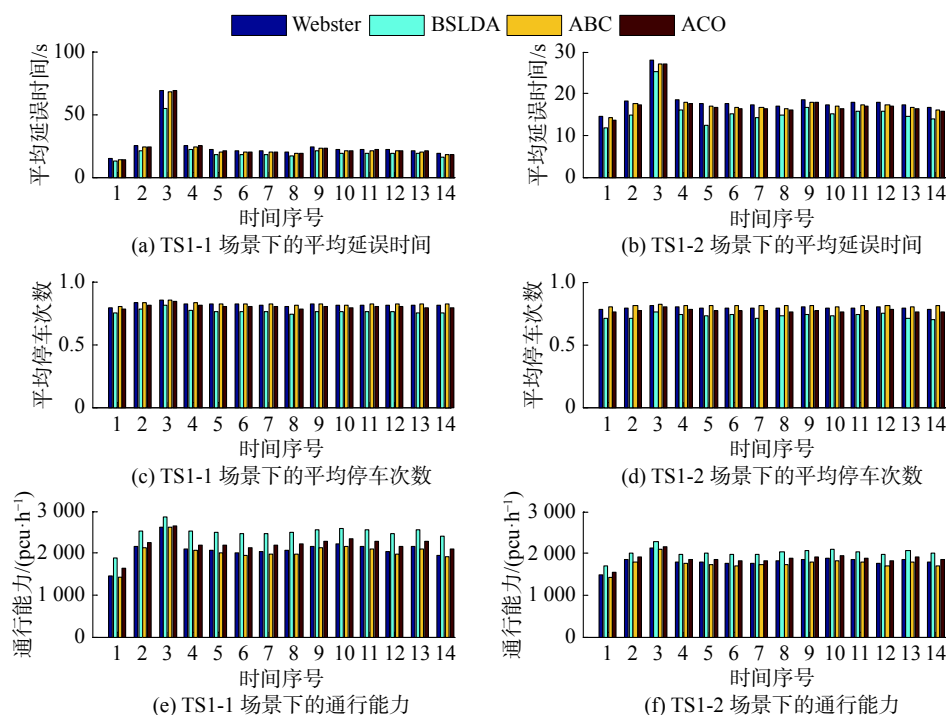 Webster BSLDA ABC ACO
平均延误时间/s
100
50
0
1 2 3 4 5 6 7 8 9 10 11 12 13 14
时间序号
(a) TS1-1 场景下的平均延误时间
平均延误时间/s
30
20
10
0
1 2 3 4 5 6 7 8 9 10 11 12 13 14
时间序号
(b) TS1-2 场景下的平均延误时间
平均停车次数
1.0
0.5
0
1 2 3 4 5 6 7 8 9 10 11 12 13 14
时间序号
(c) TS1-1 场景下的平均停车次数
平均停车次数
1.0
0.5
0
1 2 3 4 5 6 7 8 9 10 11 12 13 14
时间序号
(d) TS1-2 场景下的平均停车次数
通行能力/(pcu·h⁻¹)
3 000
2 000
1 000
0
1 2 3 4 5 6 7 8 9 10 11 12 13 14
时间序号
(e) TS1-1 场景下的通行能力
通行能力/(pcu·h⁻¹)
3 000
2 000
1 000
0
1 2 3 4 5 6 7 8 9 10 11 12 13 14
时间序号
(f) TS1-2 场景下的通行能力